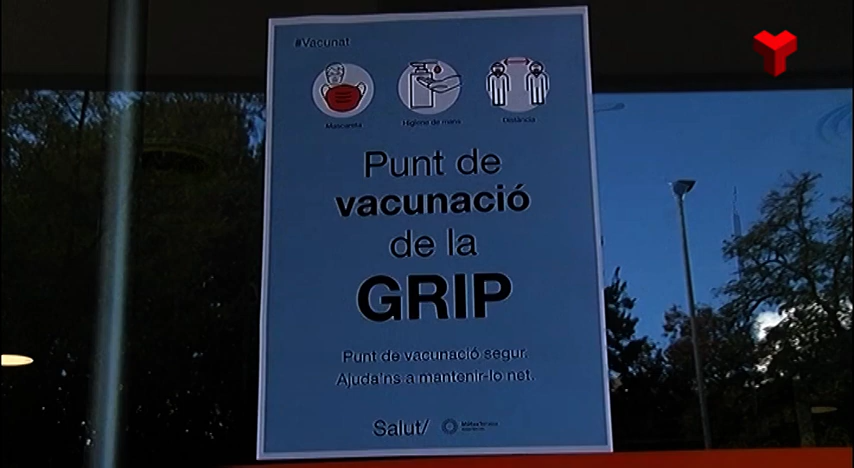 #Vacunat
Mascareta
Higiene de mans
Distància
Punt de
vacunació
de la
GRIP
Punt de vacunació segur.
Ajuda'ns a mantenir-lo net.
Salut/
MútuaTerrassa